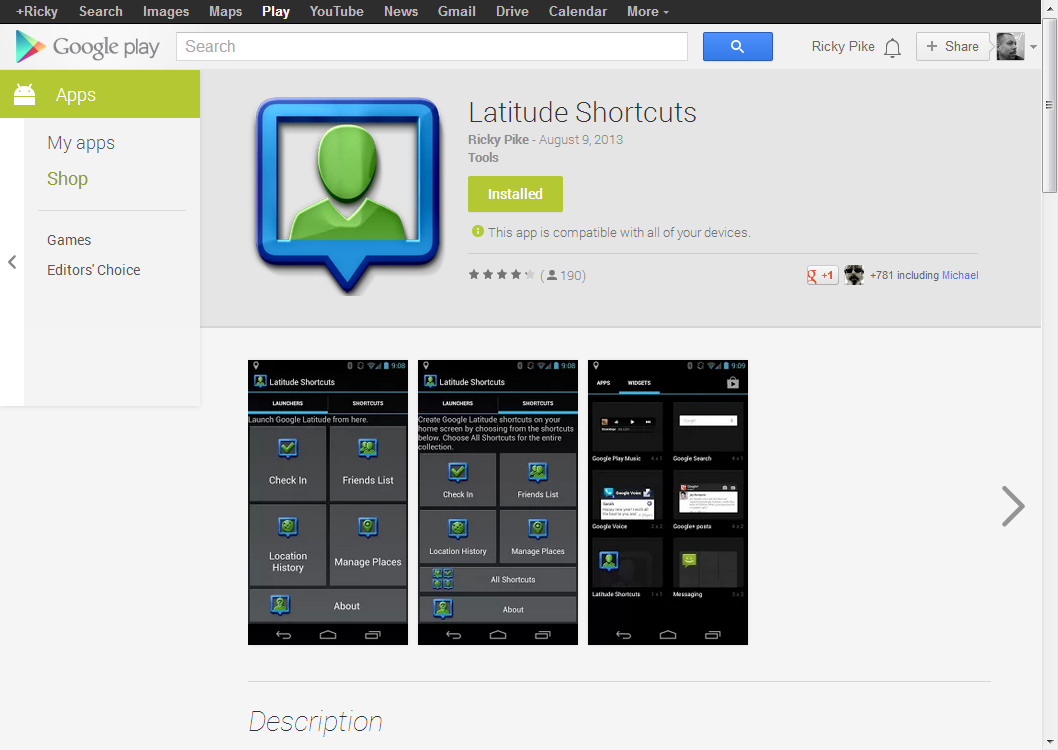 +Ricky Search Images Maps Play YouTube News Gmail Drive Calendar More
Google play Search Ricky Pike + Share
Apps
My apps
Shop
Games
Editors' Choice
Latitude Shortcuts
Ricky Pike - August 9, 2013
Tools
Installed
This app is compatible with all of your devices.
(190)
+1 +781 including Michael
9:08
Latitude Shortcuts
LAUNCHERS SHORTCUTS
Launch Google Latitude from here.
Check In Friends List
Location
History
Manage Places
About
9:08
Latitude Shortcuts
LAUNCHERS SHORTCUTS
Create Google Latitude shortcuts on your
home screen by choosing from the shortcuts
below. Choose All Shortcuts for the entire
collection.
Check In Friends List
Location History Manage Places
All Shortcuts
About
9:09
APPS WIDGETS
Google Play Music 4 x 1 Google Search 4 x 1
Google Voice
Google Voice 2 x 2 Google+ posts 4 x 2
Latitude Shortcuts 1 x 1 Messaging
Description